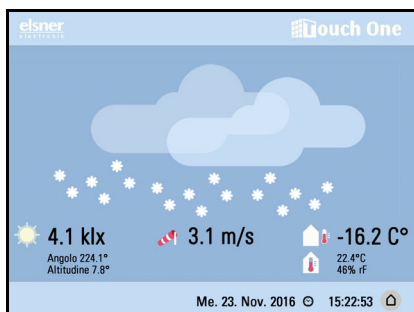 elsner
elektronik
Touch One
4.1 klx
3.1 m/s
-16.2 C°
Angolo 224.1°
Altitudine 7.8°
22.4°C
46% rF
Me. 23. Nov. 2016
15:22:53